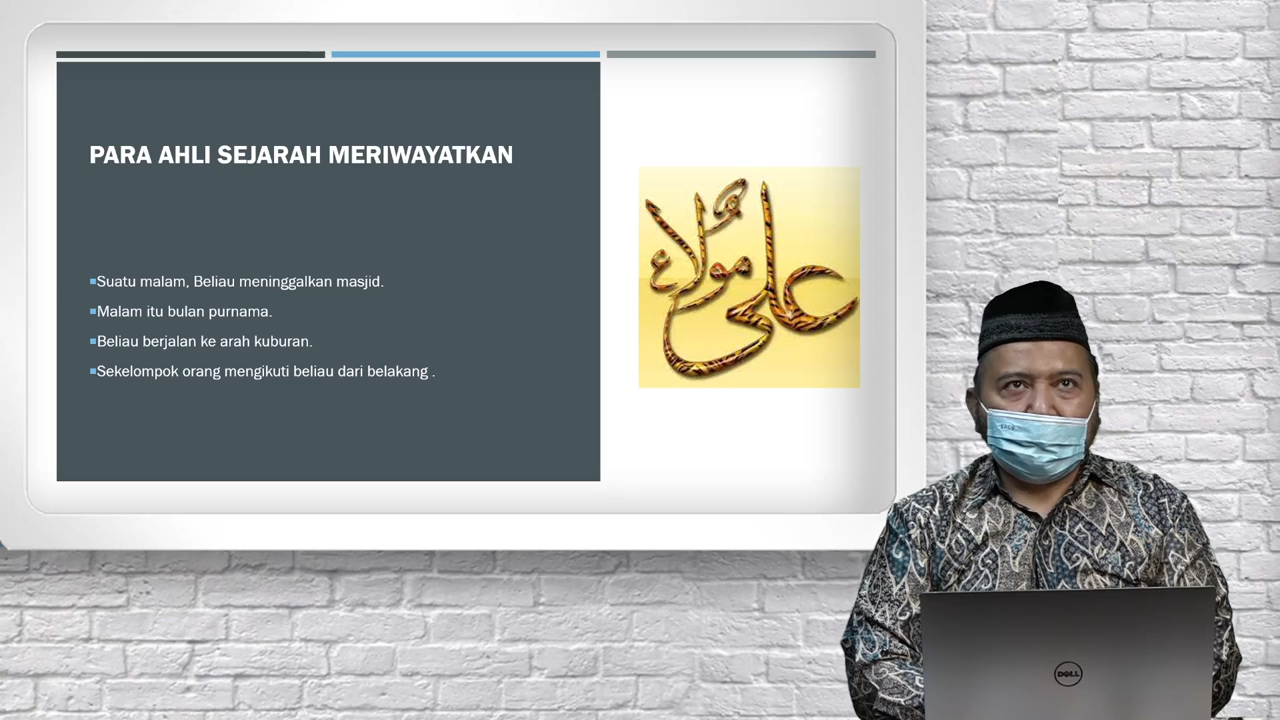 PARA AHLI SEJARAH MERIWAYATKAN
Suatu malam, Beliau meninggalkan masjid.
Malam itu bulan purnama.
Beliau berjalan ke arah kuburan.
Sekelompok orang mengikuti beliau dari belakang .
علي مولاه
DELL